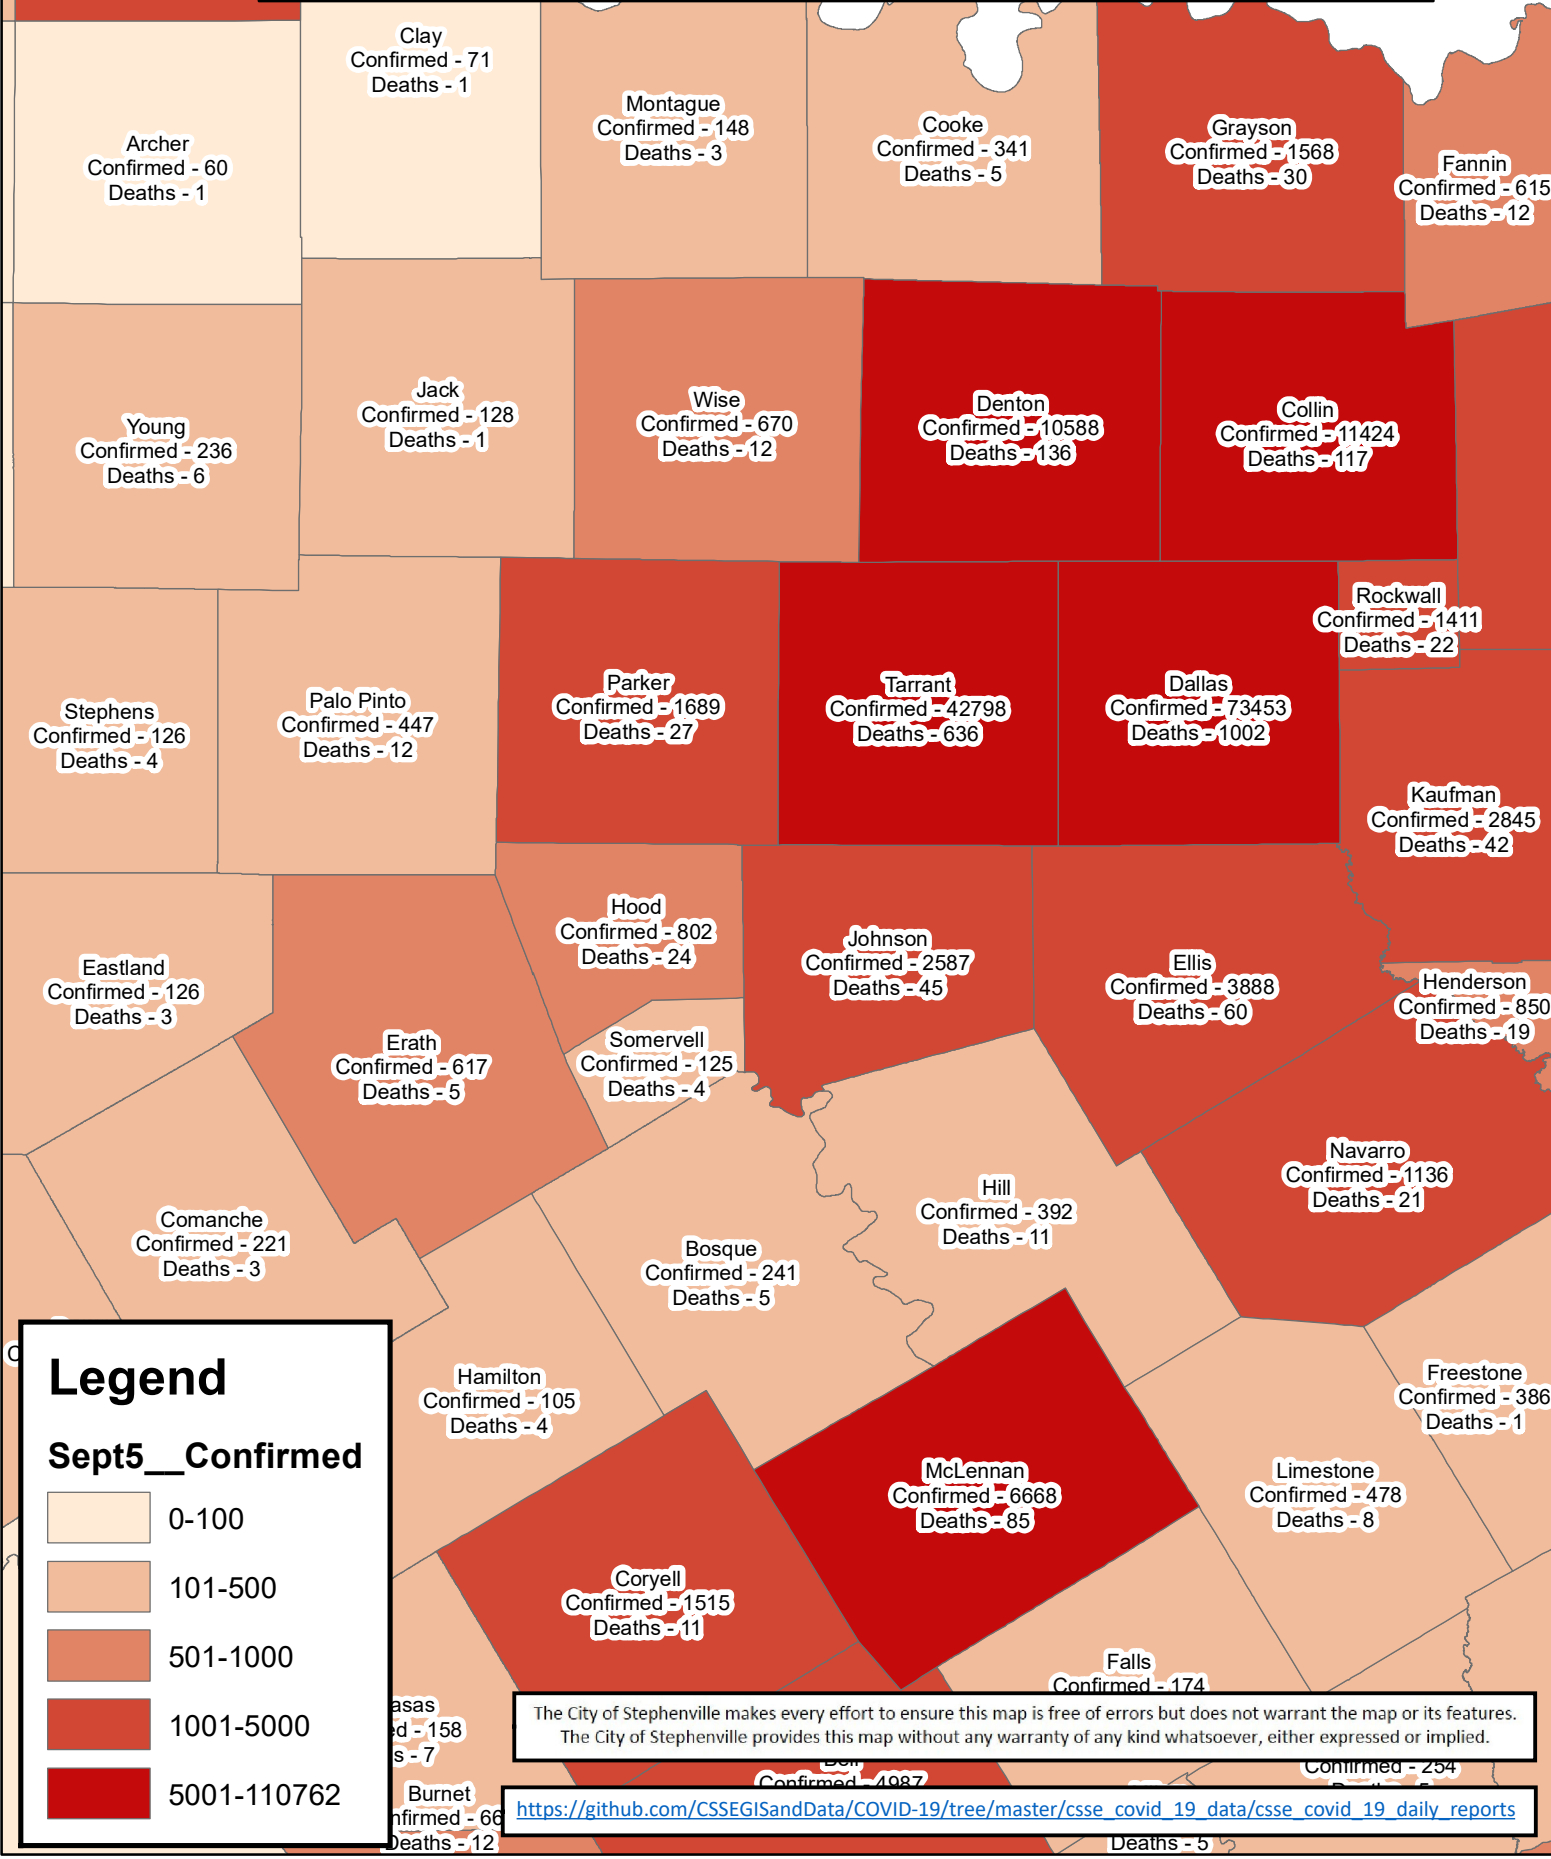 Clay
Confirmed - 71
Deaths - 1
Archer
Confirmed - 60
Deaths - 1
Montague
Confirmed - 148
Deaths - 3
Cooke
Confirmed - 341
Deaths - 5
Grayson
Confirmed - 1568
Deaths - 30
Fannin
Confirmed - 615
Deaths - 12
Young
Confirmed - 236
Deaths - 6
Jack
Confirmed - 128
Deaths - 1
Wise
Confirmed - 670
Deaths - 12
Denton
Confirmed - 10588
Deaths - 136
Collin
Confirmed - 11424
Deaths - 117
Rockwall
Confirmed - 1411
Deaths - 22
Stephens
Confirmed - 126
Deaths - 4
Palo Pinto
Confirmed - 447
Deaths - 12
Parker
Confirmed - 1689
Deaths - 27
Tarrant
Confirmed - 42798
Deaths - 636
Dallas
Confirmed - 73453
Deaths - 1002
Kaufman
Confirmed - 2845
Deaths - 42
Eastland
Confirmed - 126
Deaths - 3
Erath
Confirmed - 617
Deaths - 5
Hood
Confirmed - 802
Deaths - 24
Somervell
Confirmed - 125
Deaths - 4
Johnson
Confirmed - 2587
Deaths - 45
Ellis
Confirmed - 3888
Deaths - 60
Henderson
Confirmed - 850
Deaths - 19
Navarro
Confirmed - 1136
Deaths - 21
Comanche
Confirmed - 221
Deaths - 3
Bosque
Confirmed - 241
Deaths - 5
Hill
Confirmed - 392
Deaths - 11
Hamilton
Confirmed - 105
Deaths - 4
McLennan
Confirmed - 6668
Deaths - 85
Limestone
Confirmed - 478
Deaths - 8
Freestone
Confirmed - 386
Deaths - 1
Coryell
Confirmed - 1515
Deaths - 11
Falls
Confirmed - 174
Legend
Sept5__Confirmed
0-100
101-500
501-1000
1001-5000
5001-110762
asas
ed - 158
s - 7
Burnet
nfirmed - 66
Deaths - 12
The City of Stephenville makes every effort to ensure this map is free of errors but does not warrant the map or its features.
The City of Stephenville provides this map without any warranty of any kind whatsoever, either expressed or implied.
Bell
Confirmed - 4987
Confirmed - 254
https://github.com/CSSEGISandData/COVID-19/tree/master/csse_covid_19_data/csse_covid_19_daily_reports
Deaths - 5